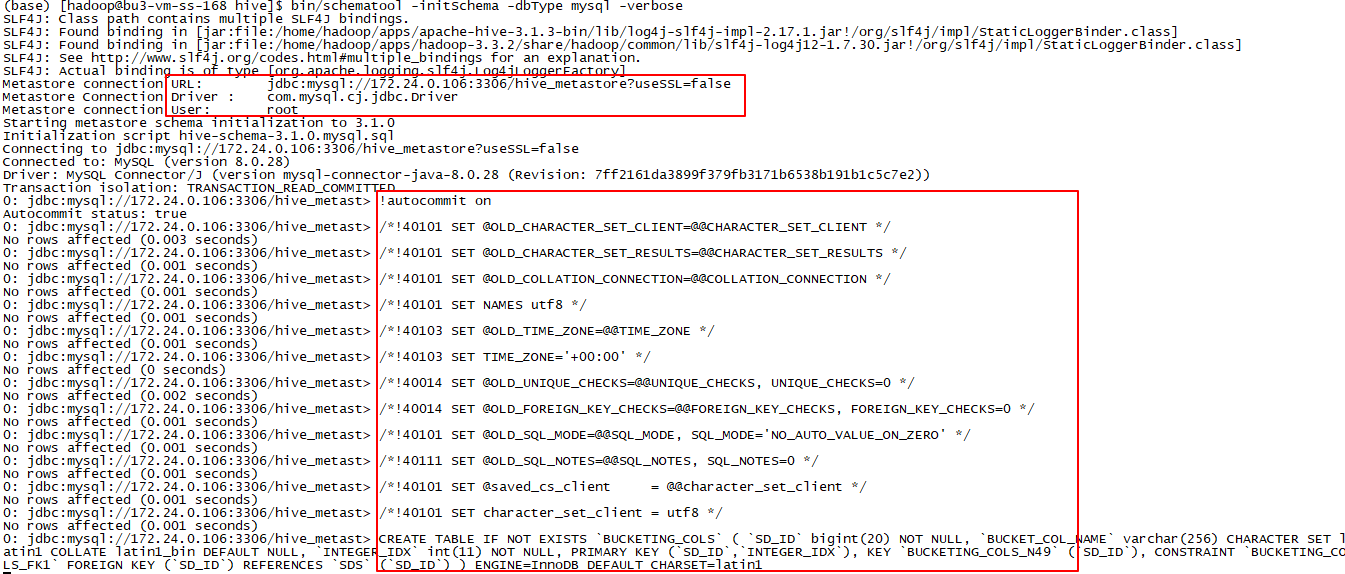 (base) [hadoop@bu3-vm-ss-168 hive]$ bin/schematool -initSchema -dbType mysql -verbose
SLF4J: Class path contains multiple SLF4J bindings.
SLF4J: Found binding in [jar:file:/home/hadoop/apps/apache-hive-3.1.3-bin/lib/log4j-slf4j-impl-2.17.1.jar!/org/slf4j/impl/StaticLoggerBinder.class]
SLF4J: Found binding in [jar:file:/home/hadoop/apps/hadoop-3.3.2/share/hadoop/common/lib/slf4j-log4j12-1.7.30.jar!/org/slf4j/impl/StaticLoggerBinder.class]
SLF4J: See http://www.slf4j.org/codes.html#multiple_bindings for an explanation.
SLF4J: Actual binding is of type [org.apache.logging.slf4j.Log4jLoggerFactory]
Metastore connection URL:        jdbc:mysql://172.24.0.106:3306/hive_metastore?useSSL=false
Metastore Connection Driver :    com.mysql.cj.jdbc.Driver
Metastore connection User:       root
Starting metastore schema initialization to 3.1.0
Initialization script hive-schema-3.1.0.mysql.sql
Connecting to jdbc:mysql://172.24.0.106:3306/hive_metastore?useSSL=false
Connected to: MySQL (version 8.0.28)
Driver: MySQL Connector/J (version mysql-connector-java-8.0.28 (Revision: 7ff2161da3899f379fb3171b6538b191b1c5c7e2))
Transaction isolation: TRANSACTION_READ_COMMITTED
0: jdbc:mysql://172.24.0.106:3306/hive_metast> !autocommit on
Autocommit status: true
0: jdbc:mysql://172.24.0.106:3306/hive_metast> /*!40101 SET @OLD_CHARACTER_SET_CLIENT=@@CHARACTER_SET_CLIENT */
No rows affected (0.003 seconds)
0: jdbc:mysql://172.24.0.106:3306/hive_metast> /*!40101 SET @OLD_CHARACTER_SET_RESULTS=@@CHARACTER_SET_RESULTS */
No rows affected (0.001 seconds)
0: jdbc:mysql://172.24.0.106:3306/hive_metast> /*!40101 SET @OLD_COLLATION_CONNECTION=@@COLLATION_CONNECTION */
No rows affected (0.001 seconds)
0: jdbc:mysql://172.24.0.106:3306/hive_metast> /*!40101 SET NAMES utf8 */
No rows affected (0.001 seconds)
0: jdbc:mysql://172.24.0.106:3306/hive_metast> /*!40103 SET @OLD_TIME_ZONE=@@TIME_ZONE */
No rows affected (0.001 seconds)
0: jdbc:mysql://172.24.0.106:3306/hive_metast> /*!40103 SET TIME_ZONE='+00:00' */
No rows affected (0 seconds)
0: jdbc:mysql://172.24.0.106:3306/hive_metast> /*!40014 SET @OLD_UNIQUE_CHECKS=@@UNIQUE_CHECKS, UNIQUE_CHECKS=0 */
No rows affected (0.002 seconds)
0: jdbc:mysql://172.24.0.106:3306/hive_metast> /*!40014 SET @OLD_FOREIGN_KEY_CHECKS=@@FOREIGN_KEY_CHECKS, FOREIGN_KEY_CHECKS=0 */
No rows affected (0.001 seconds)
0: jdbc:mysql://172.24.0.106:3306/hive_metast> /*!40101 SET @OLD_SQL_MODE=@@SQL_MODE, SQL_MODE='NO_AUTO_VALUE_ON_ZERO' */
No rows affected (0.001 seconds)
0: jdbc:mysql://172.24.0.106:3306/hive_metast> /*!40111 SET @OLD_SQL_NOTES=@@SQL_NOTES, SQL_NOTES=0 */
No rows affected (0.001 seconds)
0: jdbc:mysql://172.24.0.106:3306/hive_metast> /*!40101 SET @saved_cs_client     = @@character_set_client */
No rows affected (0.001 seconds)
0: jdbc:mysql://172.24.0.106:3306/hive_metast> /*!40101 SET character_set_client = utf8 */
No rows affected (0.001 seconds)
0: jdbc:mysql://172.24.0.106:3306/hive_metast> CREATE TABLE IF NOT EXISTS `BUCKETING_COLS` ( `SD_ID` bigint(20) NOT NULL, `BUCKET_COL_NAME` varchar(256) CHARACTER SET l
atin1 COLLATE latin1_bin DEFAULT NULL, `INTEGER_IDX` int(11) NOT NULL, PRIMARY KEY (`SD_ID`,`INTEGER_IDX`), KEY `BUCKETING_COLS_N49` (`SD_ID`), CONSTRAINT `BUCKETING_CO
LS_FK1` FOREIGN KEY (`SD_ID`) REFERENCES `SDS` (`SD_ID`) ) ENGINE=InnoDB DEFAULT CHARSET=latin1